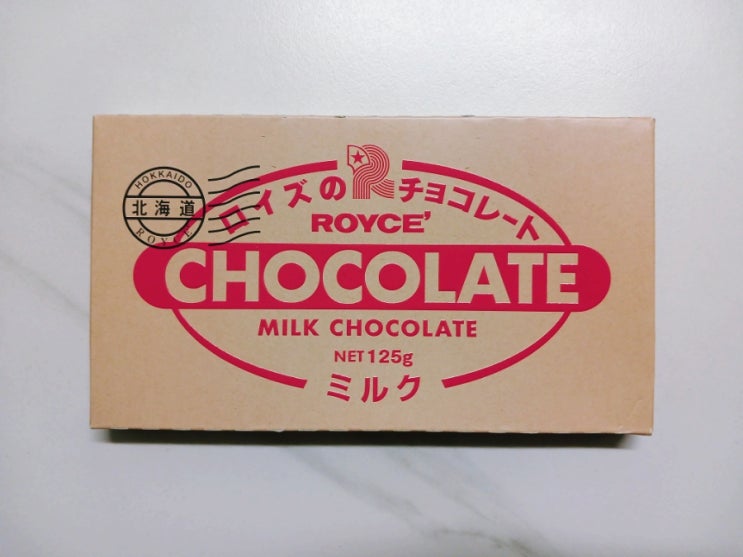 HOKKAIDO
北海道
ROYCE
ロイズの
R
チョコレート
ROYCE'
CHOCOLATE
MILK CHOCOLATE
NET 125g
ミルク